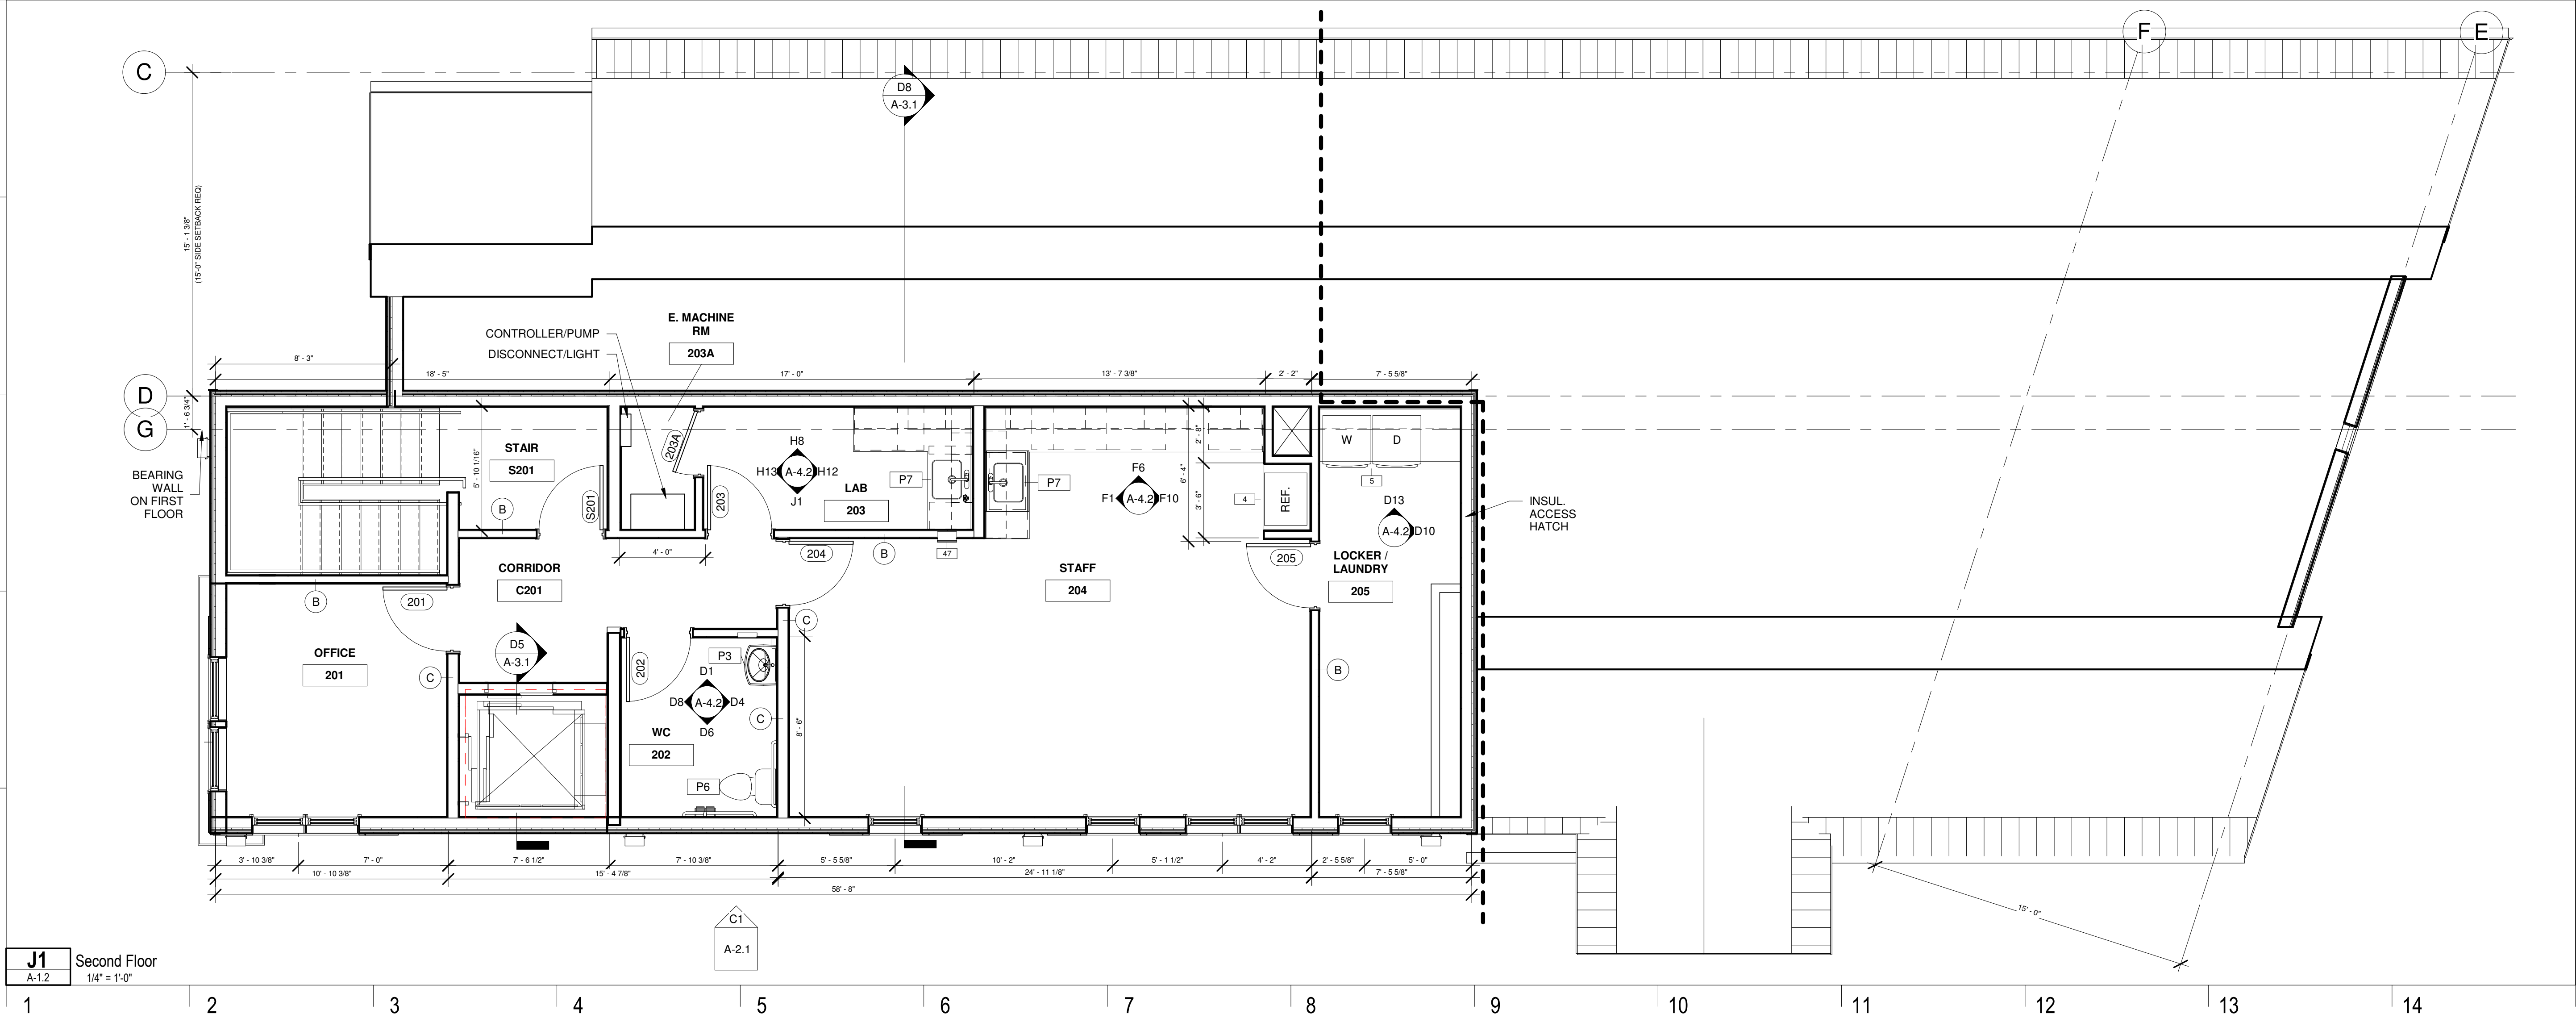 C
F
E
D8
A-3.1
15' - 1 3/8"
(15'-0" SIDE SETBACK REQ)
E. MACHINE
RM
203A
CONTROLLER/PUMP
DISCONNECT/LIGHT
8' - 3"
18' - 5"
17' - 0"
13' - 7 3/8"
2' - 2"
7' - 5 5/8"
D
1' - 6 3/4"
G
BEARING
WALL
ON FIRST
FLOOR
STAIR
S201
5' - 10 1/16"
B
S201
203A
203
H8
H13
A-4.2
H12
J1
LAB
203
P7
P7
F6
F1
A-4.2
F10
2' - 8"
6' - 4"
3' - 6"
4
REF.
W
D
5
D13
A-4.2
D10
INSUL.
ACCESS
HATCH
4' - 0"
204
B
47
205
LOCKER /
LAUNDRY
205
CORRIDOR
C201
STAFF
204
B
201
C
OFFICE
201
D5
A-3.1
C
202
P3
D1
D8
A-4.2
D4
D6
C
8' - 6"
B
WC
202
P6
3' - 10 3/8"
7' - 0"
7' - 6 1/2"
7' - 10 3/8"
5' - 5 5/8"
10' - 2"
5' - 1 1/2"
4' - 2"
2' - 5 5/8"
5' - 0"
10' - 10 3/8"
15' - 4 7/8"
24' - 11 1/8"
7' - 5 5/8"
58' - 8"
15' - 0"
C1
A-2.1
J1
A-1.2
Second Floor
1/4" = 1'-0"
1
2
3
4
5
6
7
8
9
10
11
12
13
14